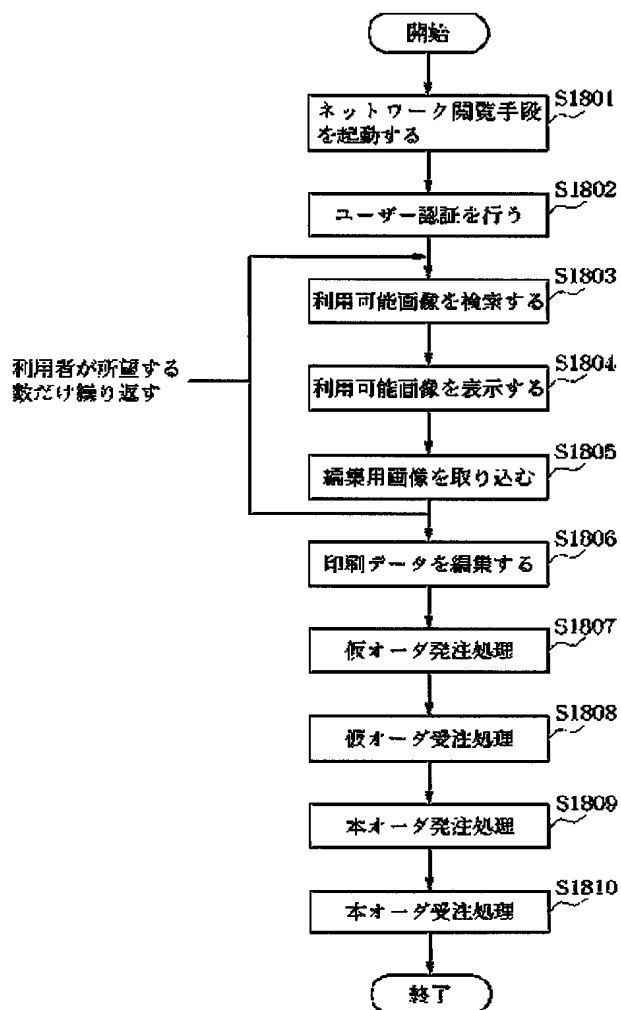 開始
S1801
ネットワーク閲覧手段
を起動する
S1802
ユーザー認証を行う
S1803
利用可能画像を検索する
利用者が所望する
数だけ繰り返す
S1804
利用可能画像を表示する
S1805
編集用画像を取り込む
S1806
印刷データを編集する
S1807
仮オーダ発注処理
S1808
仮オーダ受注処理
S1809
本オーダ発注処理
S1810
本オーダ受注処理
終了